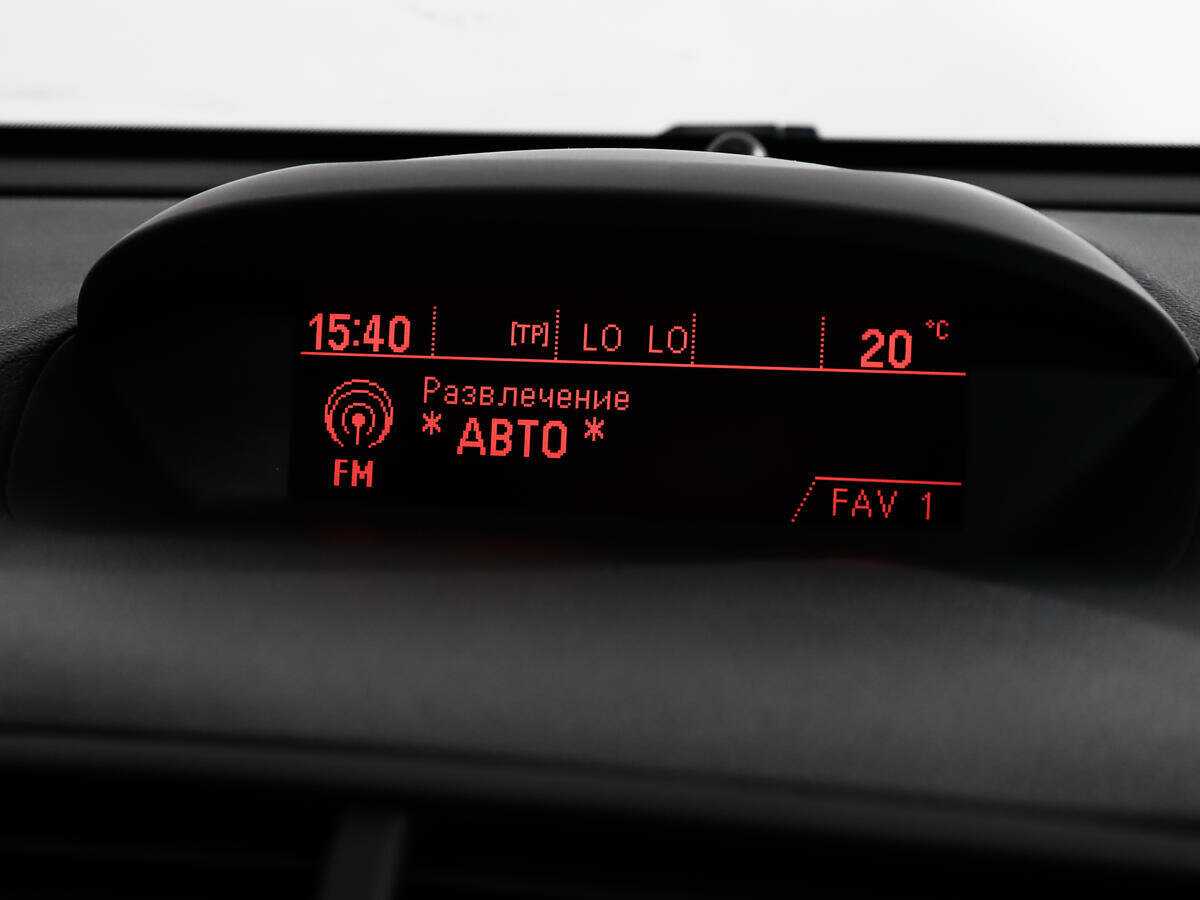 15:40 [TP] LO LO 20 °C
Развлечение
* АВТО *
FM
FAV 1